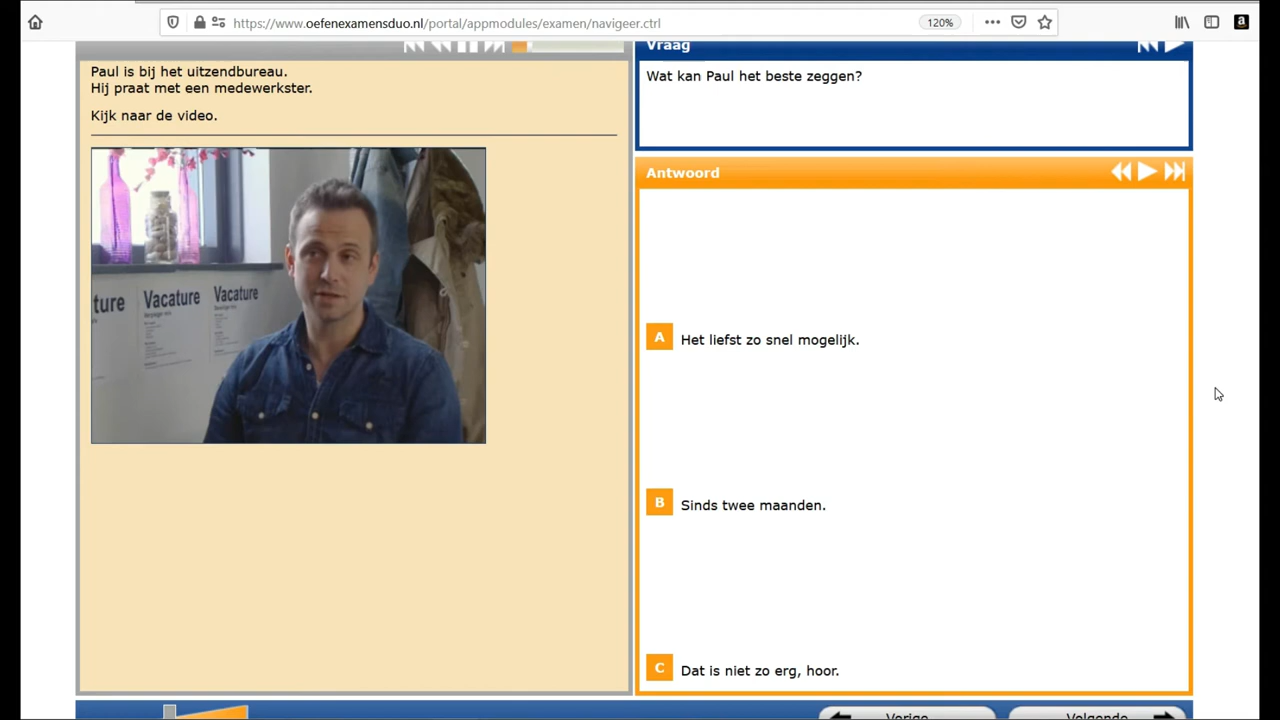 https://www.oefenexamensduo.nl/portal/appmodules/examen/navigeer.ctrl
120%
Paul is bij het uitzendbureau.
Hij praat met een medewerkster.
Kijk naar de video.
ture
Vacature
Vacature
Vraag
Wat kan Paul het beste zeggen?
Antwoord
A Het liefst zo snel mogelijk.
B Sinds twee maanden.
C Dat is niet zo erg, hoor.
Vorige
Volgende